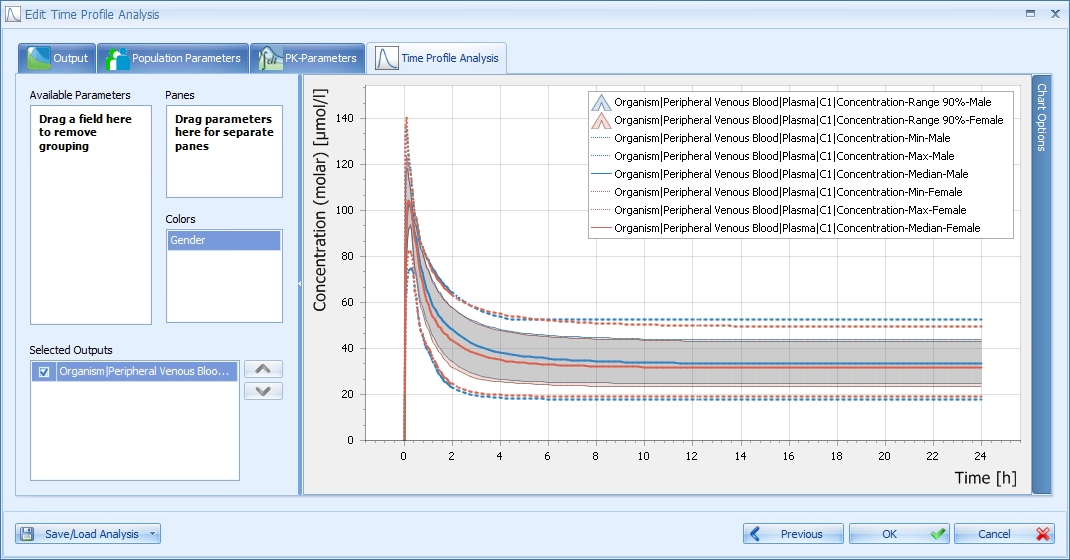 Edit Time Profile Analysis
Output
Population Parameters
PK-Parameters
Time Profile Analysis
Available Parameters
Drag a field here
to remove
grouping
Panes
Drag parameters
here for separate
panes
Colors
Gender
Selected Outputs
Organism|Peripheral Venous Bloo...
Concentration (molar) [µmol/l]
140
120
100
80
60
40
20
0
0 2 4 6 8 10 12 14 16 18 20 22 24
Time [h]
Organism|Peripheral Venous Blood|Plasma|C1|Concentration-Range 90%-Male
Organism|Peripheral Venous Blood|Plasma|C1|Concentration-Range 90%-Female
Organism|Peripheral Venous Blood|Plasma|C1|Concentration-Min-Male
Organism|Peripheral Venous Blood|Plasma|C1|Concentration-Max-Male
Organism|Peripheral Venous Blood|Plasma|C1|Concentration-Median-Male
Organism|Peripheral Venous Blood|Plasma|C1|Concentration-Min-Female
Organism|Peripheral Venous Blood|Plasma|C1|Concentration-Max-Female
Organism|Peripheral Venous Blood|Plasma|C1|Concentration-Median-Female
Chart Options
Save/Load Analysis
Previous
OK
Cancel